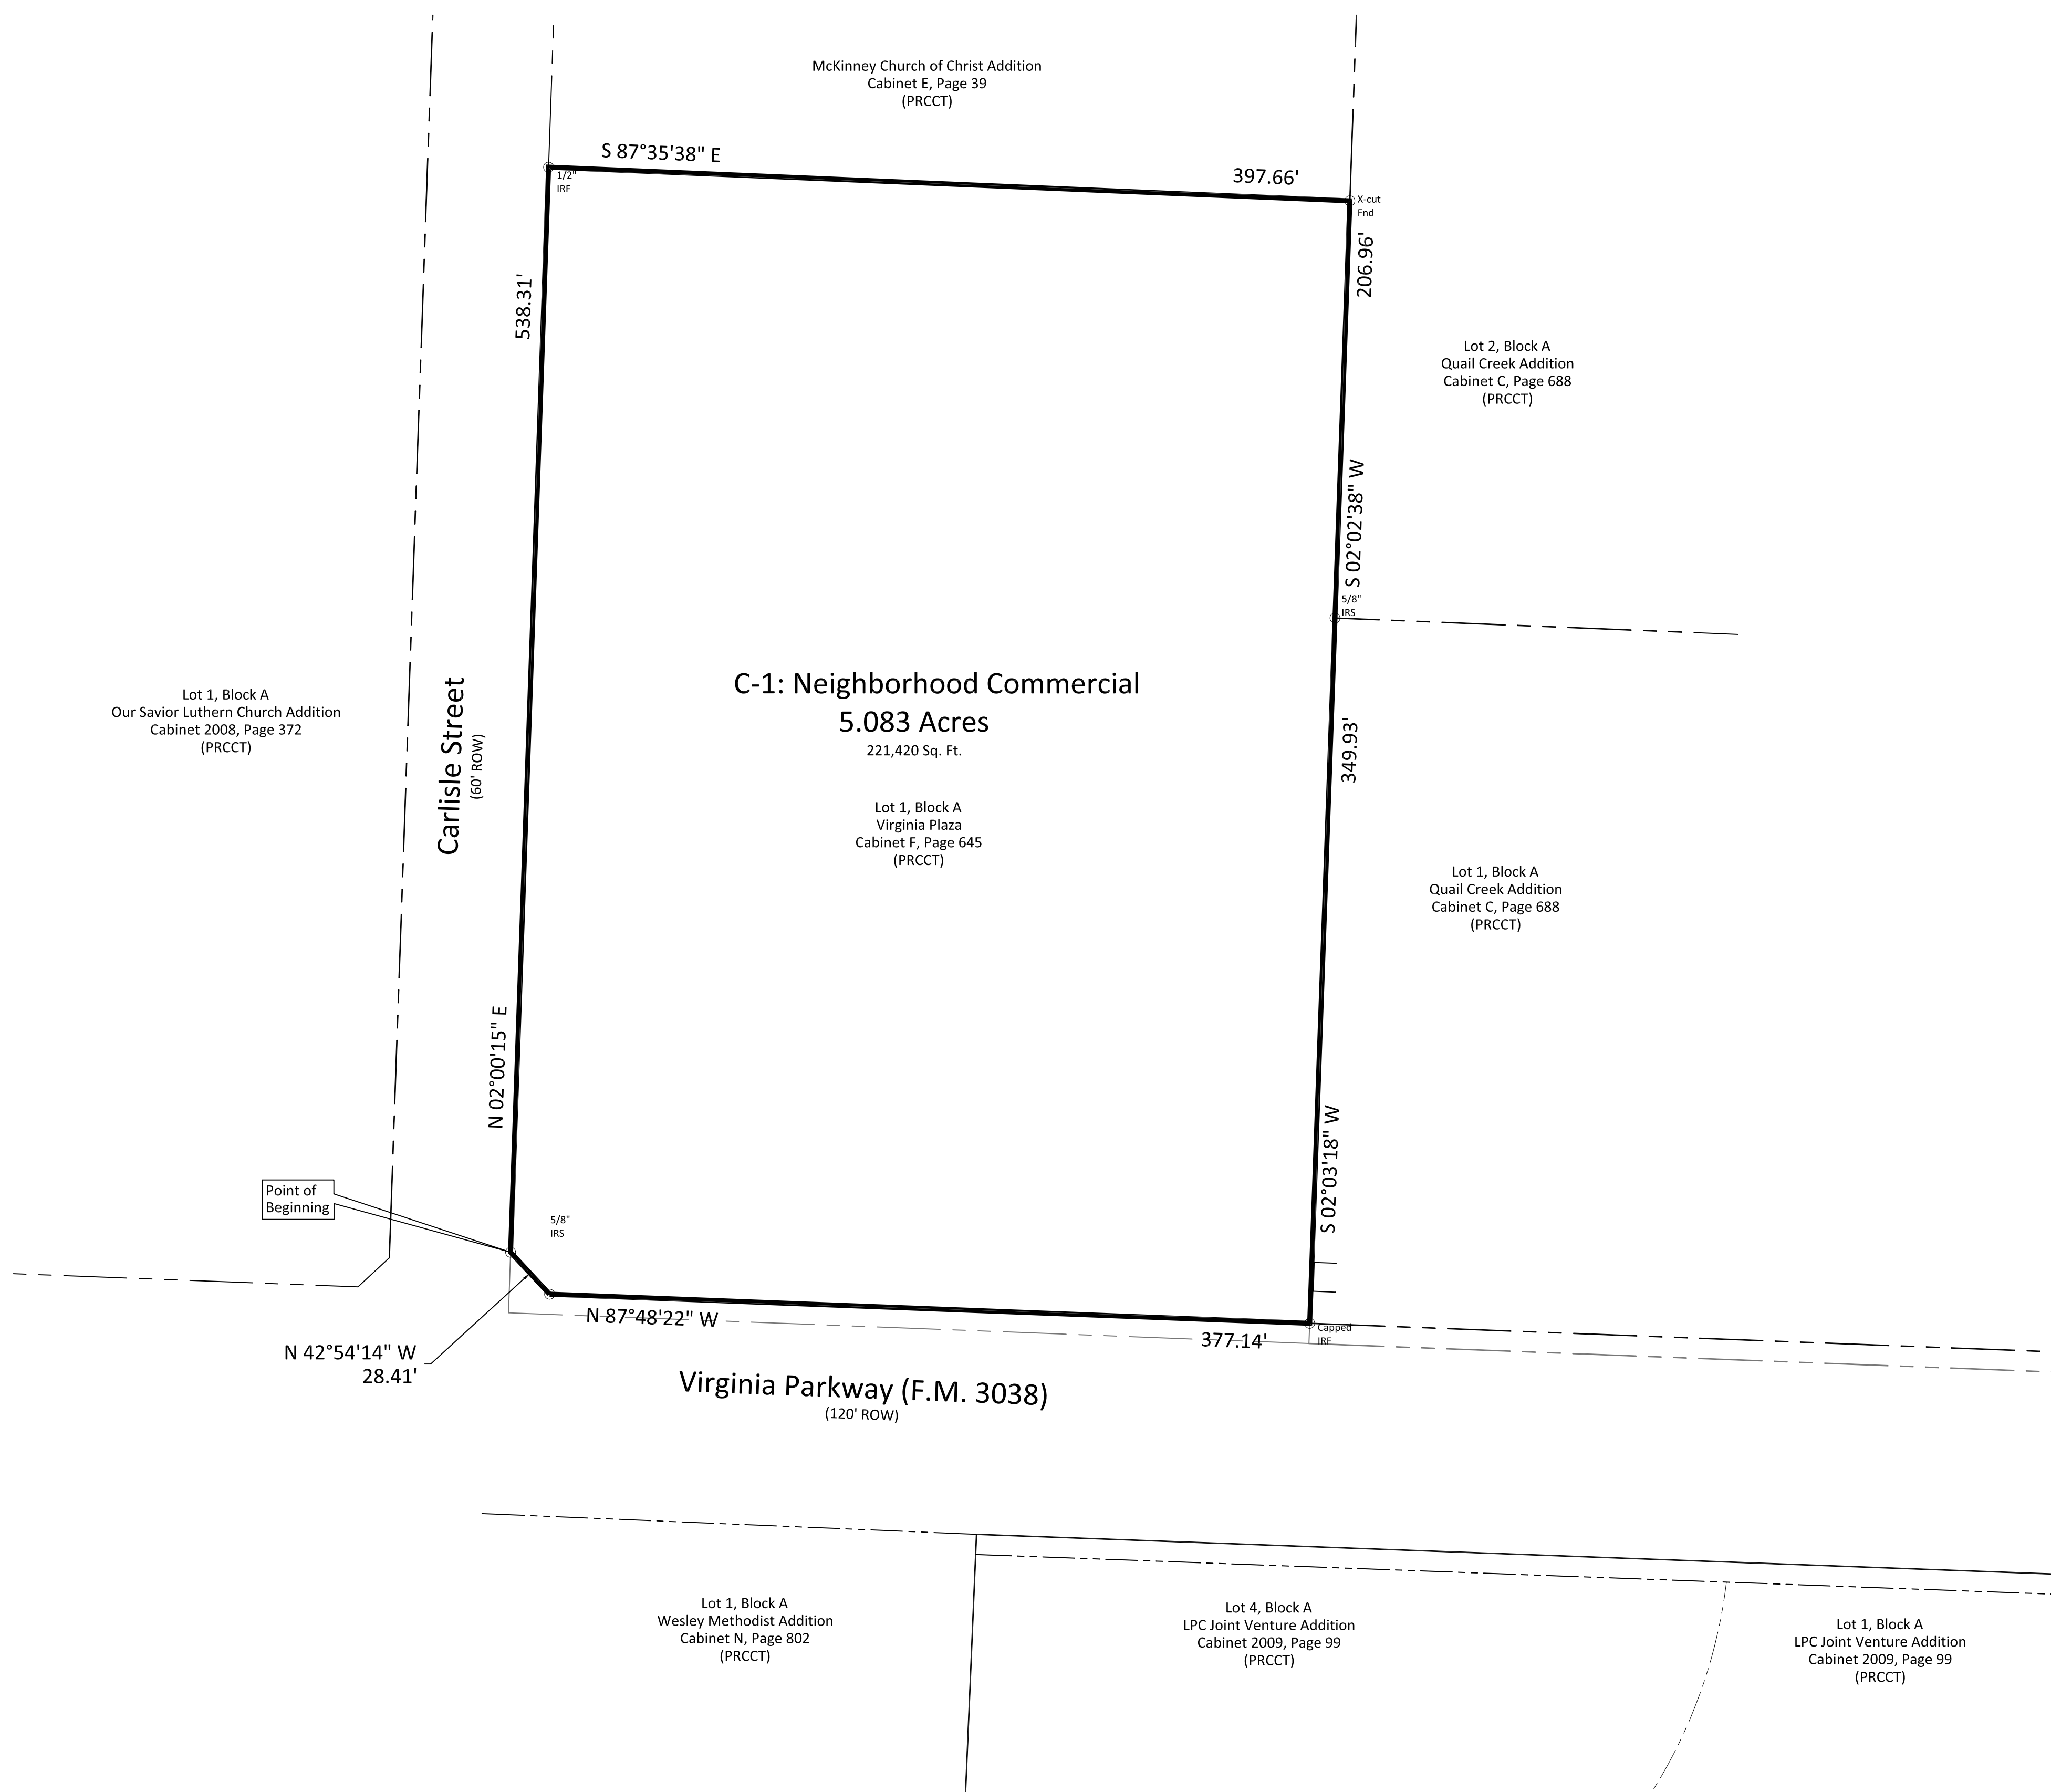 McKinney Church of Christ Addition
Cabinet E, Page 39
(PRCCT)
S 87°35'38" E
397.66'
1/2"
IRF
X-cut
Fnd
538.31'
206.96'
Lot 2, Block A
Quail Creek Addition
Cabinet C, Page 688
(PRCCT)
S 02°02'38" W
5/8"
IRS
C-1: Neighborhood Commercial
5.083 Acres
221,420 Sq. Ft.
Lot 1, Block A
Virginia Plaza
Cabinet F, Page 645
(PRCCT)
Lot 1, Block A
Our Savior Luthern Church Addition
Cabinet 2008, Page 372
(PRCCT)
Carlisle Street
(60' ROW)
349.93'
Lot 1, Block A
Quail Creek Addition
Cabinet C, Page 688
(PRCCT)
N 02°00'15" E
S 02°03'18" W
Point of
Beginning
5/8"
IRS
N 87°48'22" W
377.14'
Capped
IRF
N 42°54'14" W
28.41'
Virginia Parkway (F.M. 3038)
(120' ROW)
Lot 1, Block A
Wesley Methodist Addition
Cabinet N, Page 802
(PRCCT)
Lot 4, Block A
LPC Joint Venture Addition
Cabinet 2009, Page 99
(PRCCT)
Lot 1, Block A
LPC Joint Venture Addition
Cabinet 2009, Page 99
(PRCCT)